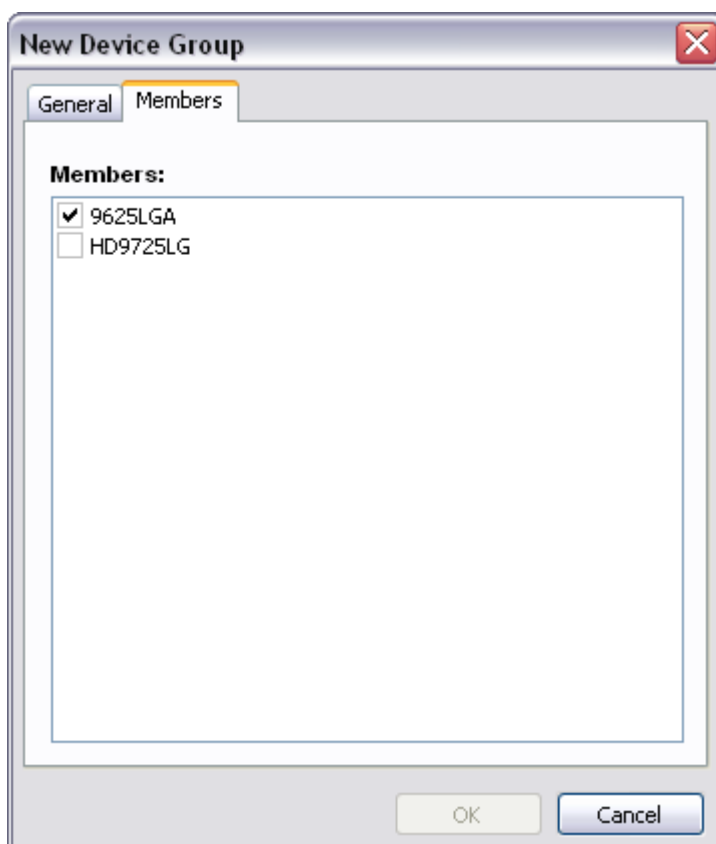 New Device Group
General Members
Members:
9625LGA
HD9725LG
OK Cancel